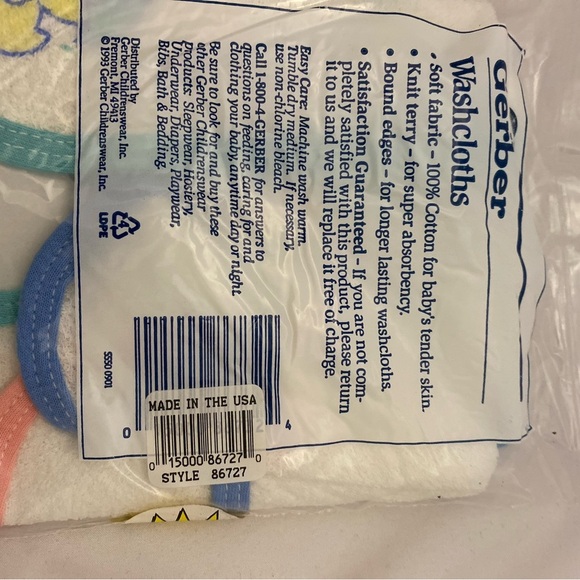 Gerber
Washcloths
• Soft fabric – 100% Cotton for baby's tender skin.
• Knit terry – for super absorbency.
• Bound edges – for longer lasting washcloths.
• Satisfaction Guaranteed – If you are not com-
pletely satisfied with this product, please return
it to us and we will replace it free of charge.
Easy Care: Machine wash warm.
Tumble dry medium. If necessary,
use non-chlorine bleach.
Call 1-800-4-GERBER for answers to
questions on feeding, caring for and
clothing your baby, anytime day or night.
Be sure to look for and buy these
other Gerber Childrenswear
products: Sleepwear, Hosiery,
Underwear, Diapers, Playwear,
Bibs, Bath & Bedding.
Distributed by
Gerber Childrenswear, Inc.
Fremont, MI. 49413
© 1993 Gerber Childrenswear, Inc.
4
LDPE
5550 0901
0
2 4
MADE IN THE USA
0 15000 86727 0
STYLE 86727